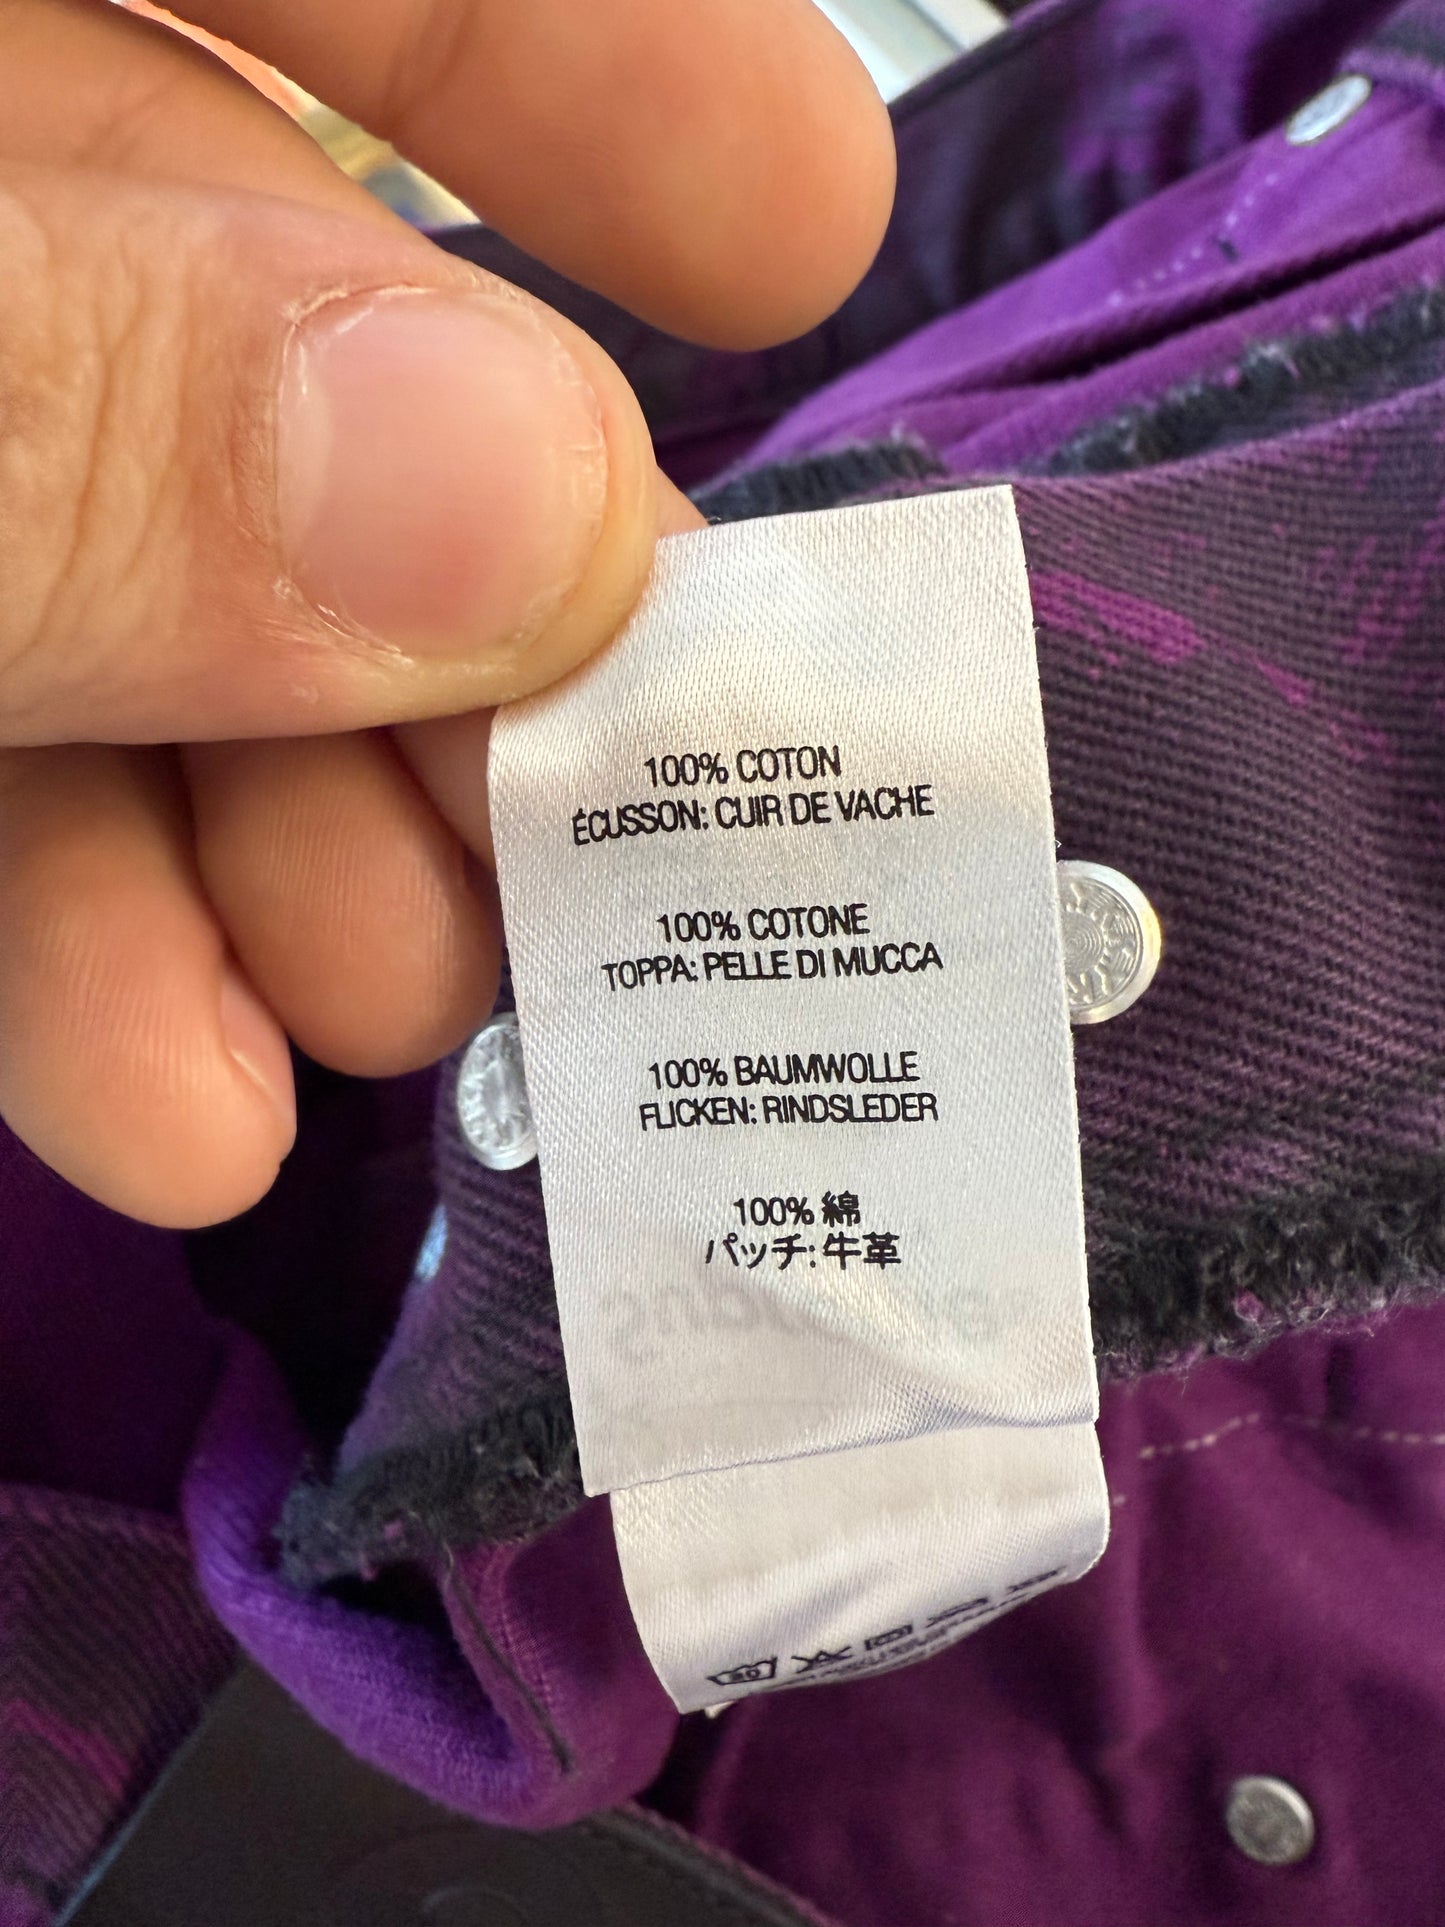 100% COTON
ÉCUSSON: CUIR DE VACHE
100% COTONE
TOPPA: PELLE DI MUCCA
100% BAUMWOLLE
FLICKEN: RINDSLEDER
100% 綿
パッチ: 牛革
30